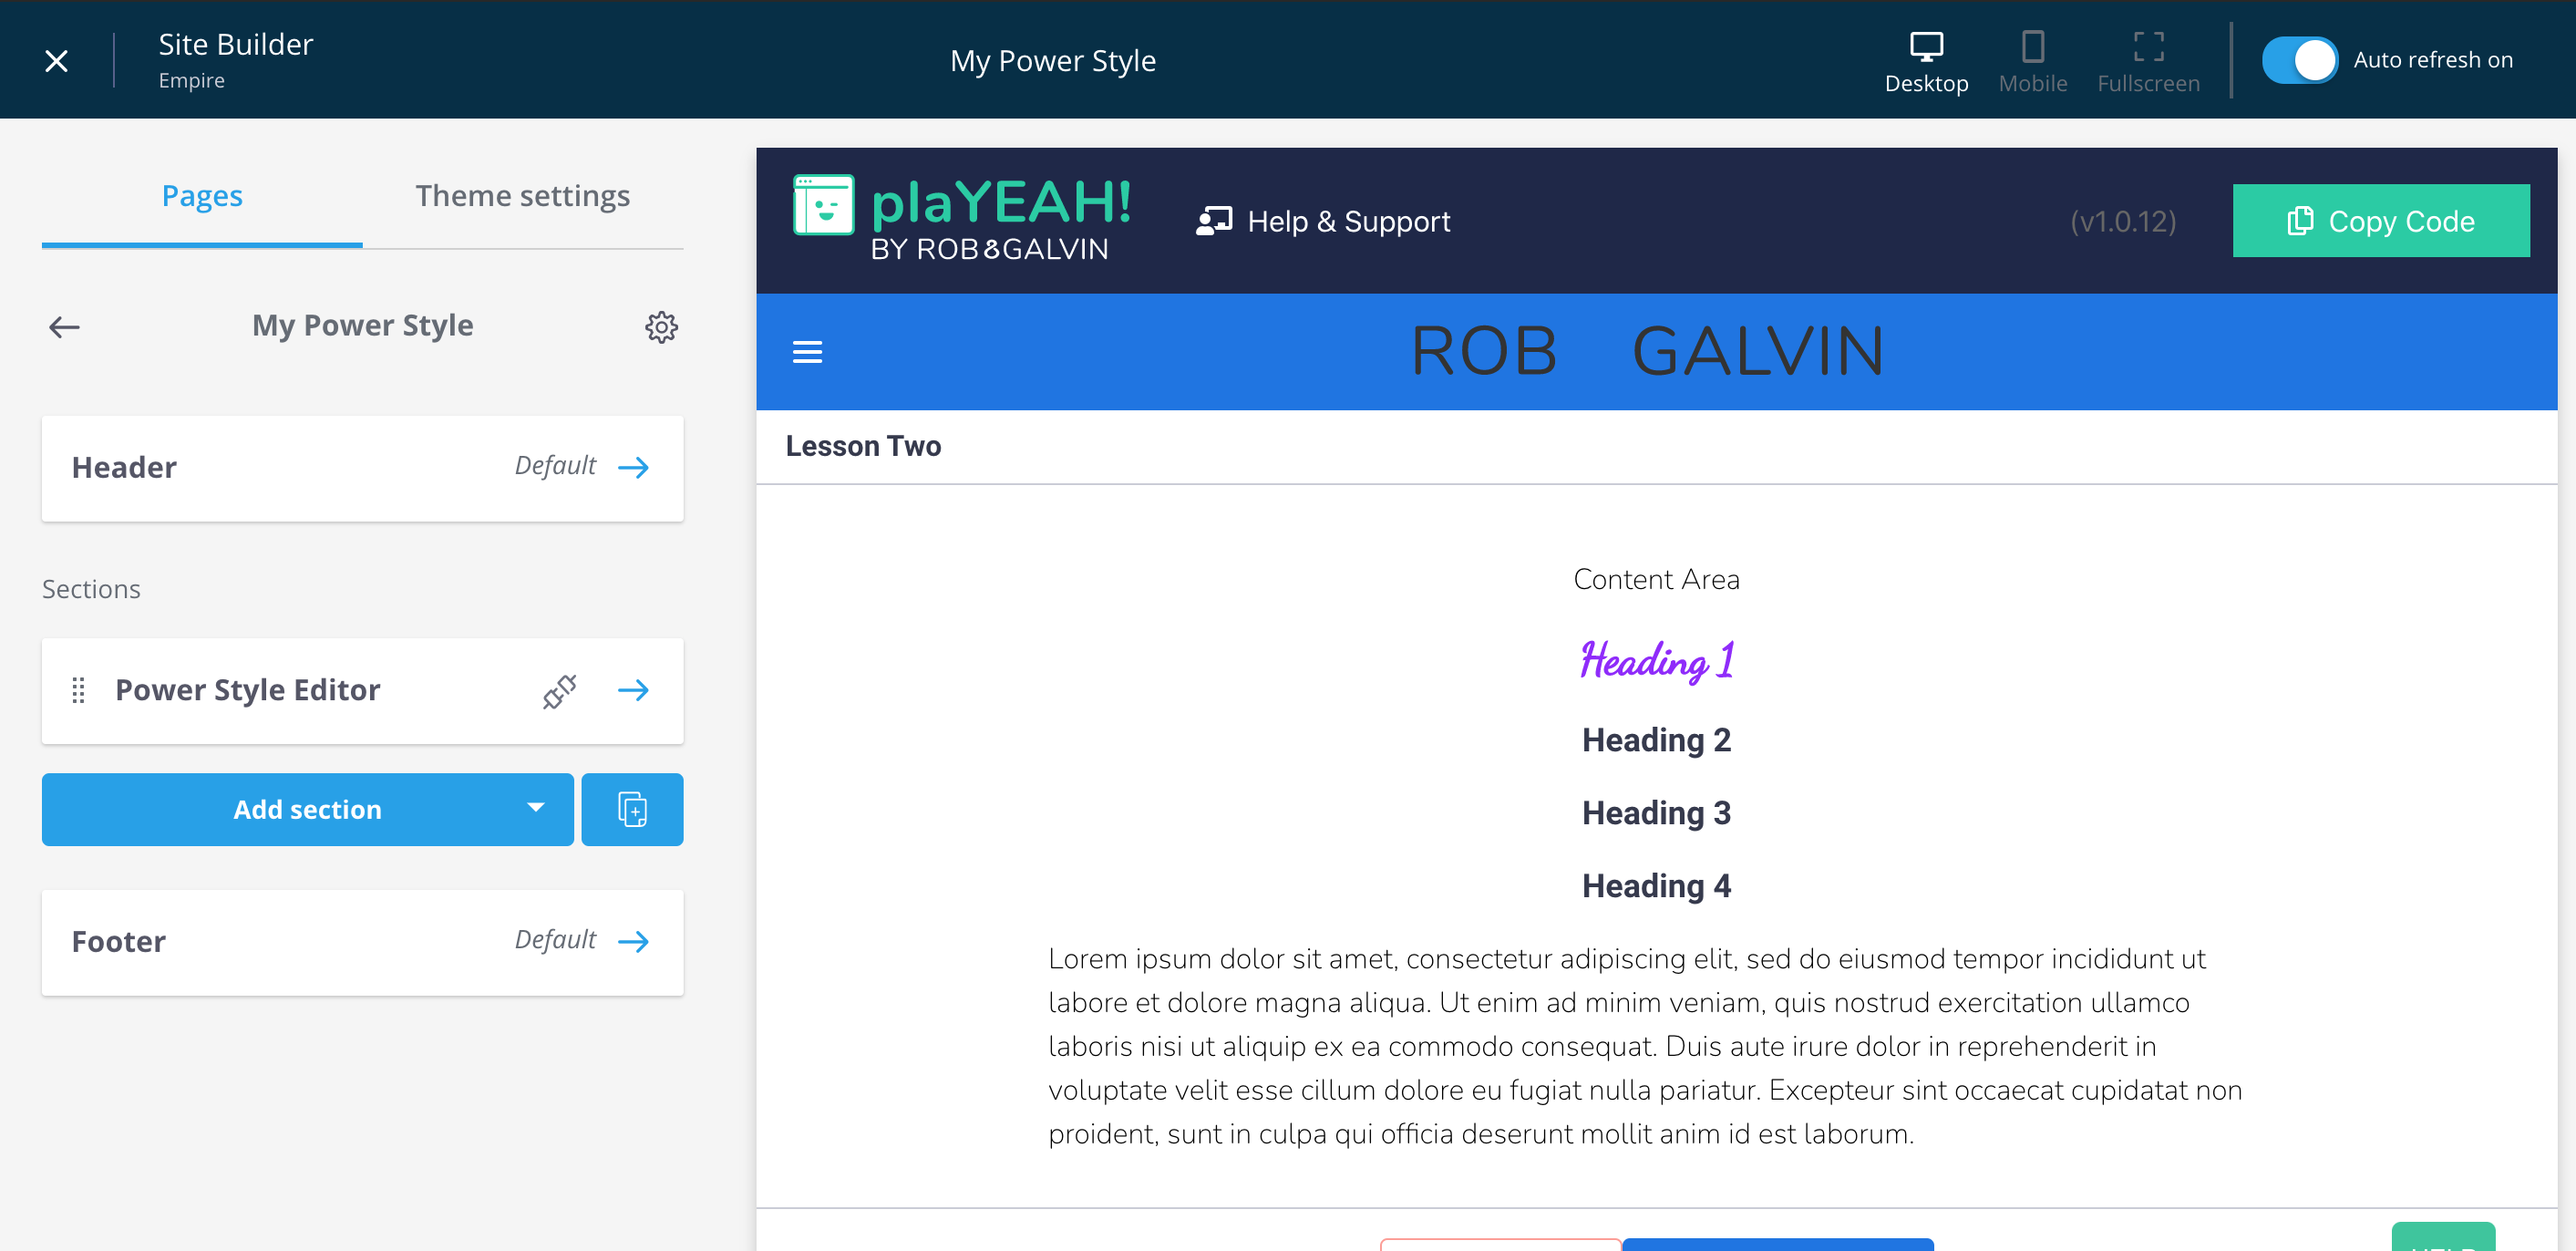 Site Builder
Empire
My Power Style
Desktop
Mobile
Fullscreen
Auto refresh on
Pages
Theme settings
My Power Style
Header
Default
Sections
Power Style Editor
Add section
Footer
Default
plaYEAH!
BY ROB&GALVIN
Help & Support
(v1.0.12)
Copy Code
ROB GALVIN
Lesson Two
Content Area
Heading 1
Heading 2
Heading 3
Heading 4
Lorem ipsum dolor sit amet, consectetur adipiscing elit, sed do eiusmod tempor incididunt ut
labore et dolore magna aliqua. Ut enim ad minim veniam, quis nostrud exercitation ullamco
laboris nisi ut aliquip ex ea commodo consequat. Duis aute irure dolor in reprehenderit in
voluptate velit esse cillum dolore eu fugiat nulla pariatur. Excepteur sint occaecat cupidatat non
proident, sunt in culpa qui officia deserunt mollit anim id est laborum.